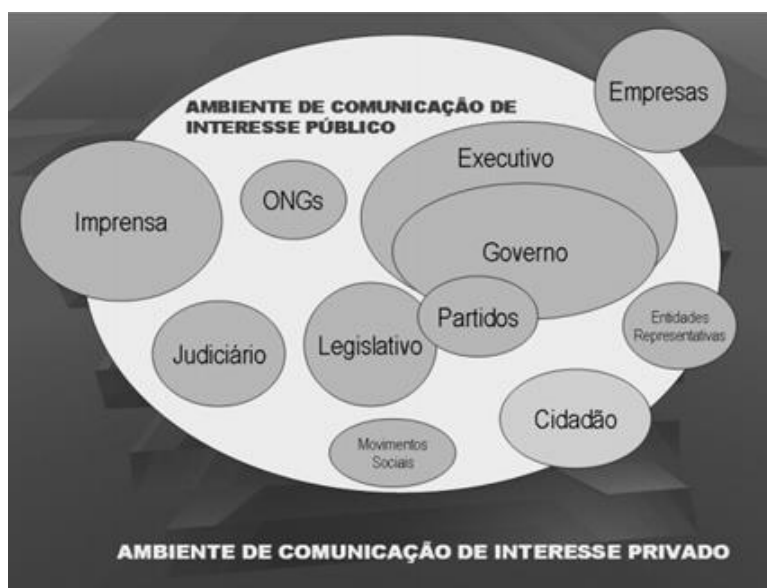 Empresas
AMBIENTE DE COMUNICAÇÃO DE
INTERESSE PÚBLICO
Executivo
ONGs
Imprensa
Governo
Partidos
Entidades
Representativas
Judiciário
Legislativo
Cidadão
Movimentos
Sociais
AMBIENTE DE COMUNICAÇÃO DE INTERESSE PRIVADO